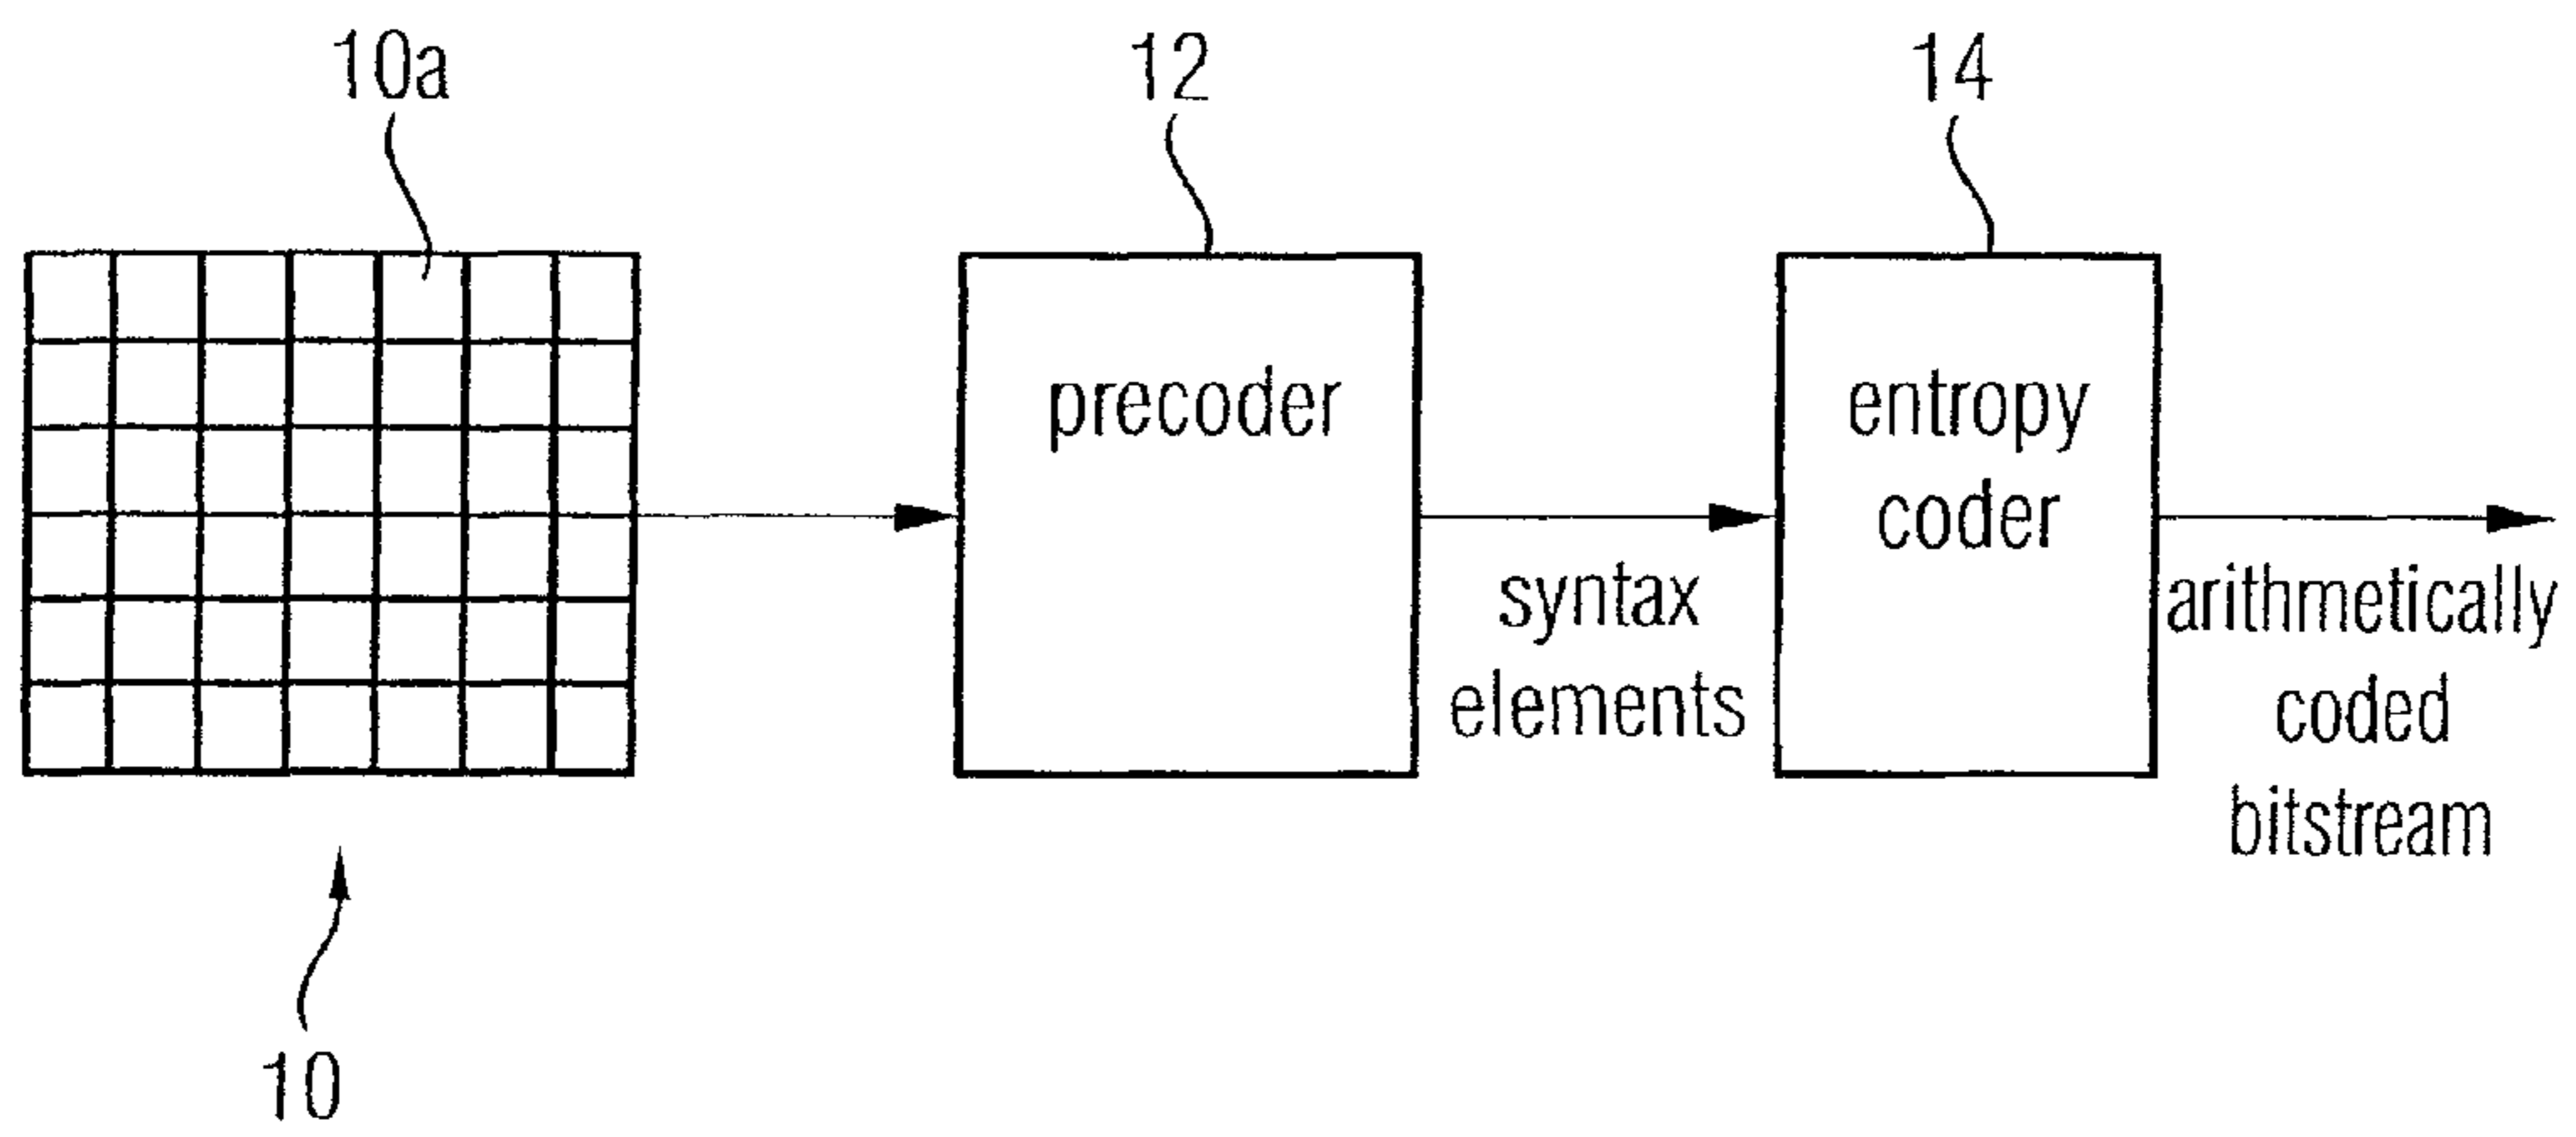 10a
12
14
precoder
entropy
coder
syntax
elements
arithmetically
coded
bitstream
10